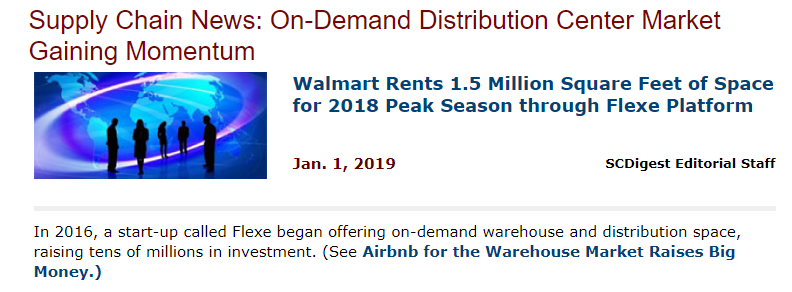 Supply Chain News: On-Demand Distribution Center Market
Gaining Momentum
Walmart Rents 1.5 Million Square Feet of Space
for 2018 Peak Season through Flexe Platform
Jan. 1, 2019
SCDigest Editorial Staff
In 2016, a start-up called Flexe began offering on-demand warehouse and distribution space,
raising tens of millions in investment. (See Airbnb for the Warehouse Market Raises Big
Money.)